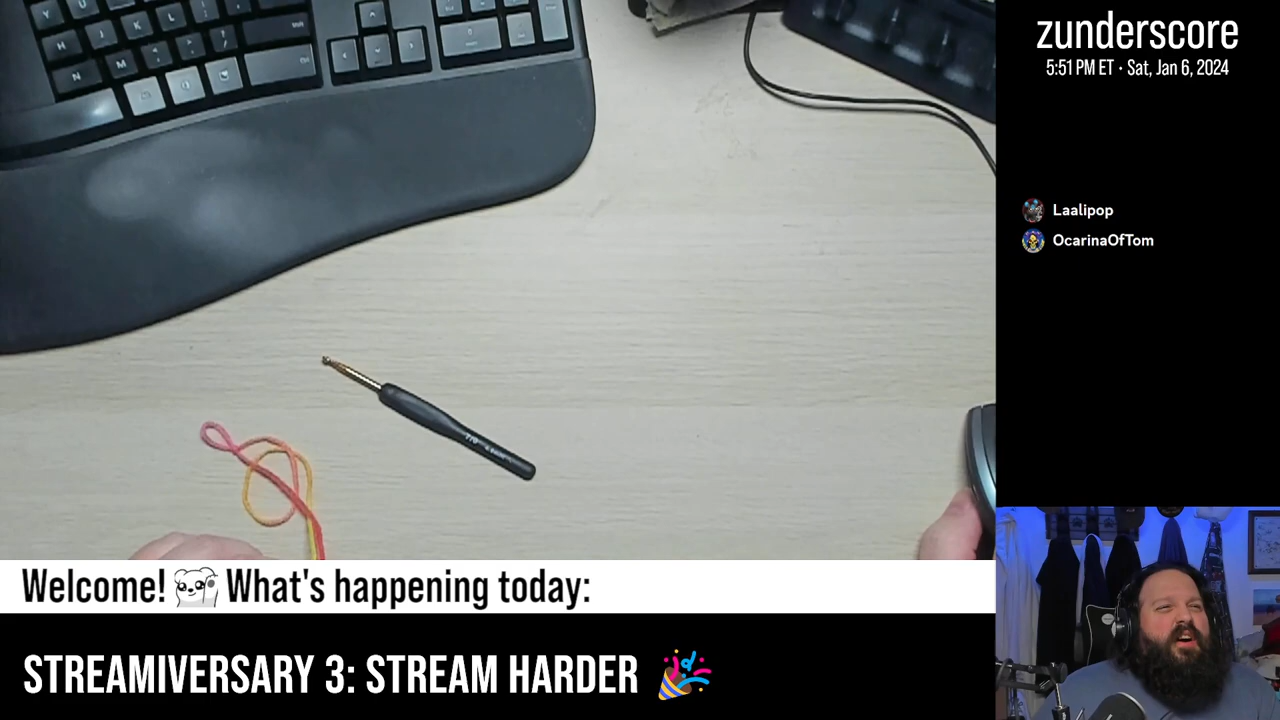 zunderscore
5:51 PM ET · Sat, Jan 6, 2024
Laalipop
OcarinaOfTom
Y U
H J K L
N M
Welcome! What's happening today:
STREAMIVERSARY 3: STREAM HARDER